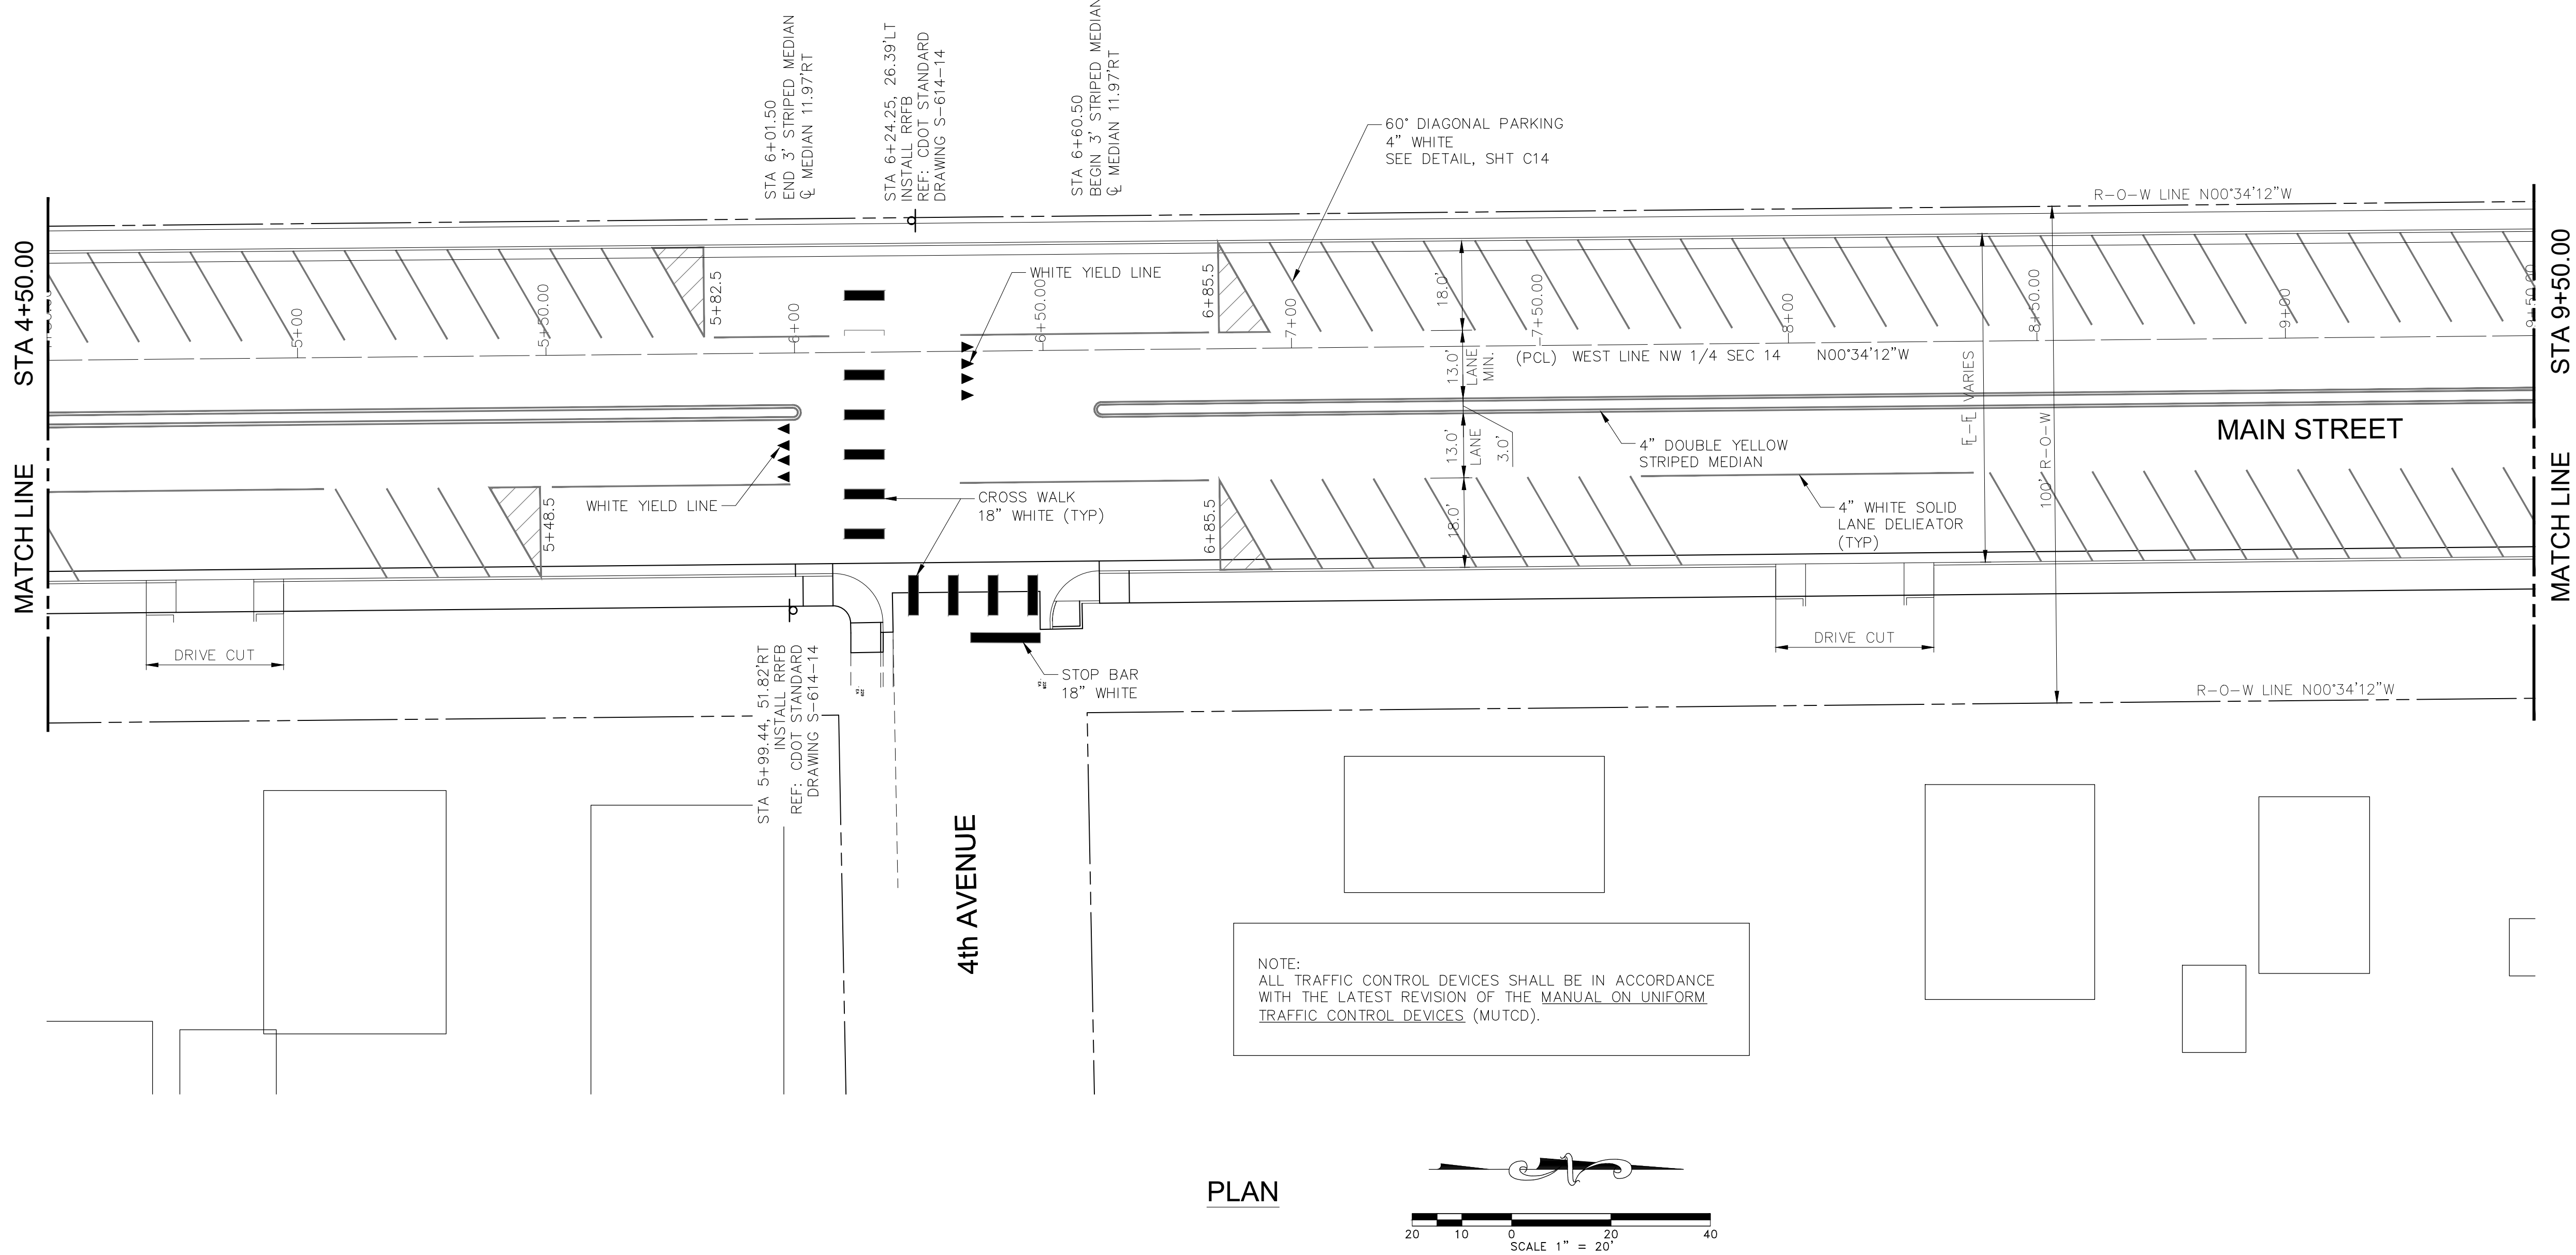 STA 6+01.50
END 3' STRIPED MEDIAN
℄ MEDIAN 11.97'RT
STA 6+24.25, 26.39'LT
INSTALL RRFB
REF: CDOT STANDARD
DRAWING S-614-14
STA 6+60.50
BEGIN 3' STRIPED MEDIAN
℄ MEDIAN 11.97'RT
60° DIAGONAL PARKING
4" WHITE
SEE DETAIL, SHT C14
R-O-W LINE N00°34'12"W
STA 4+50.00
MATCH LINE
STA 9+50.00
MATCH LINE
WHITE YIELD LINE
5+82.5
6+85.5
18.0'
5+00
5+50.00
6+00
6+50.00
7+00
7+50.00
8+00
8+50.00
9+00
9+50.00
13.0'
LANE
MIN.
(PCL) WEST LINE NW 1/4 SEC 14 N00°34'12"W
FL-FL VARIES
100' R-O-W
MAIN STREET
13.0'
LANE
3.0'
4" DOUBLE YELLOW
STRIPED MEDIAN
WHITE YIELD LINE
5+48.5
CROSS WALK
18" WHITE (TYP)
6+85.5
18.0'
4" WHITE SOLID
LANE DELIEATOR
(TYP)
DRIVE CUT
DRIVE CUT
STOP BAR
18" WHITE
R-O-W LINE N00°34'12"W
STA 5+99.44, 51.82'RT
INSTALL RRFB
REF: CDOT STANDARD
DRAWING S-614-14
4th AVENUE
NOTE:
ALL TRAFFIC CONTROL DEVICES SHALL BE IN ACCORDANCE
WITH THE LATEST REVISION OF THE MANUAL ON UNIFORM
TRAFFIC CONTROL DEVICES (MUTCD).
PLAN
20 10 0 20 40
SCALE 1" = 20'